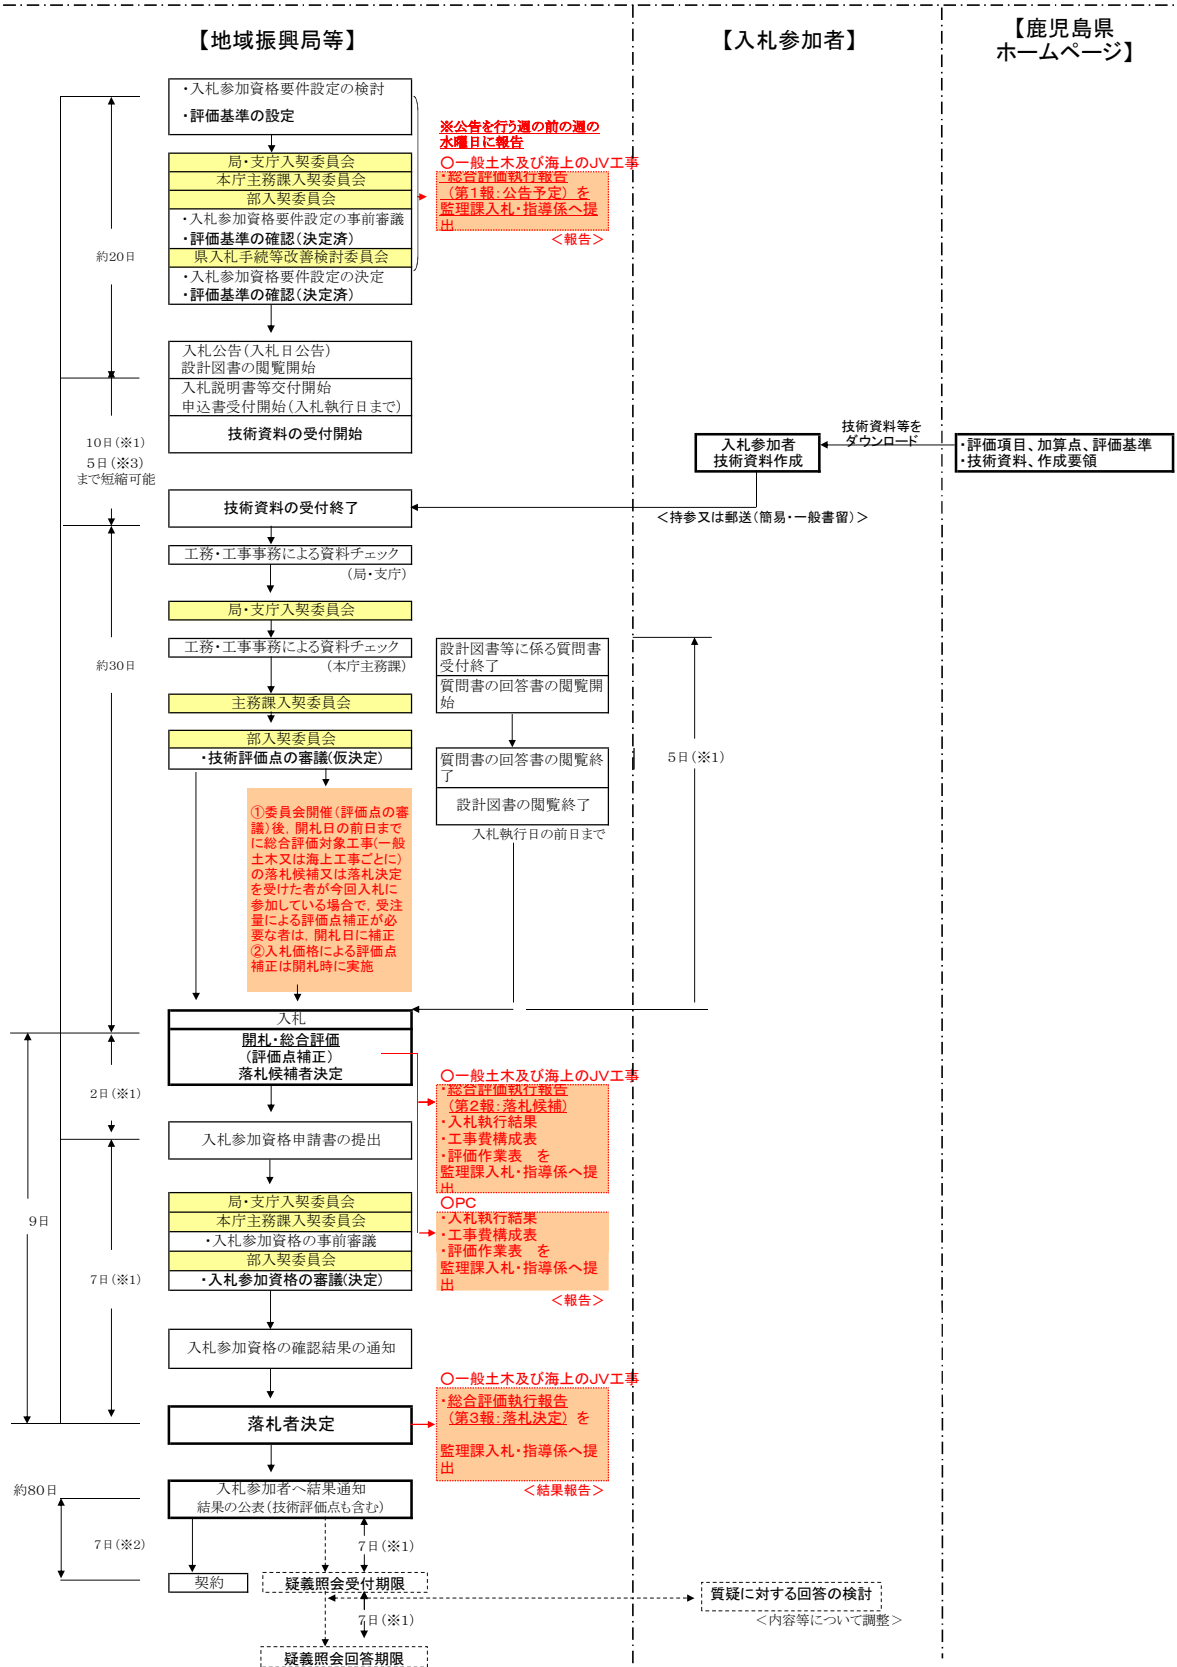 【地域振興局等】
【入札参加者】
【鹿児島県
ホームページ】
・入札参加資格要件設定の検討
・評価基準の設定
※公告を行う週の前の週の
水曜日に報告
局・支庁入契委員会
本庁主務課入契委員会
部入契委員会
・入札参加資格要件設定の事前審議
・評価基準の確認(決定済)
県入札手続等改善検討委員会
・入札参加資格要件設定の決定
・評価基準の確認(決定済)
○一般土木及び海上のJV工事
・総合評価執行報告
(第1報:公告予定) を
監理課入札・指導係へ提
出
<報告>
約20日
入札公告(入札日公告)
設計図書の閲覧開始
入札説明書等交付開始
申込書受付開始(入札執行日まで)
技術資料の受付開始
10日(※1)
5日(※3)
まで短縮可能
技術資料等を
ダウンロード
入札参加者
技術資料作成
・評価項目、加算点、評価基準
・技術資料、作成要領
技術資料の受付終了
<持参又は郵送(簡易・一般書留)>
工務・工事事務による資料チェック
(局・支庁)
局・支庁入契委員会
工務・工事事務による資料チェック
(本庁主務課)
約30日
主務課入契委員会
部入契委員会
・技術評価点の審議(仮決定)
設計図書等に係る質問書
受付終了
質問書の回答書の閲覧開
始
質問書の回答書の閲覧終
了
設計図書の閲覧終了
入札執行日の前日まで
5日(※1)
①委員会開催(評価点の審
議)後，開札日の前日まで
に総合評価対象工事(一般
土木又は海上工事ごとに)
の落札候補又は落札決定
を受けた者が今回入札に
参加している場合で，受注
量による評価点補正が必
要な者は，開札日に補正
②入札価格による評価点
補正は開札時に実施
入札
開札・総合評価
(評価点補正)
落札候補者決定
2日(※1)
○一般土木及び海上のJV工事
・総合評価執行報告
(第2報:落札候補)
・入札執行結果
・工事費構成表
・評価作業表 を
監理課入札・指導係へ提
出
入札参加資格申請書の提出
局・支庁入契委員会
本庁主務課入契委員会
・入札参加資格の事前審議
部入契委員会
・入札参加資格の審議(決定)
○PC
・入札執行結果
・工事費構成表
・評価作業表 を
監理課入札・指導係へ提
出
<報告>
9日
7日(※1)
入札参加資格の確認結果の通知
○一般土木及び海上のJV工事
・総合評価執行報告
(第3報:落札決定) を
監理課入札・指導係へ提
出
<結果報告>
落札者決定
約80日
入札参加者へ結果通知
結果の公表(技術評価点も含む)
7日(※2)
7日(※1)
契約
疑義照会受付期限
質疑に対する回答の検討
<内容等について調整>
7日(※1)
疑義照会回答期限